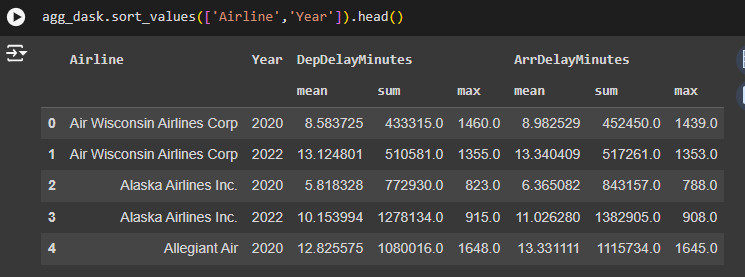 agg_dask.sort_values(['Airline','Year']).head()
Airline Year DepDelayMinutes ArrDelayMinutes
mean sum max mean sum max
0 Air Wisconsin Airlines Corp 2020 8.583725 433315.0 1460.0 8.982529 452450.0 1439.0
1 Air Wisconsin Airlines Corp 2022 13.124801 510581.0 1355.0 13.340409 517261.0 1353.0
2 Alaska Airlines Inc. 2020 5.818328 772930.0 823.0 6.365082 843157.0 788.0
3 Alaska Airlines Inc. 2022 10.153994 1278134.0 915.0 11.026280 1382905.0 908.0
4 Allegiant Air 2020 12.825575 1080016.0 1648.0 13.331111 1115734.0 1645.0